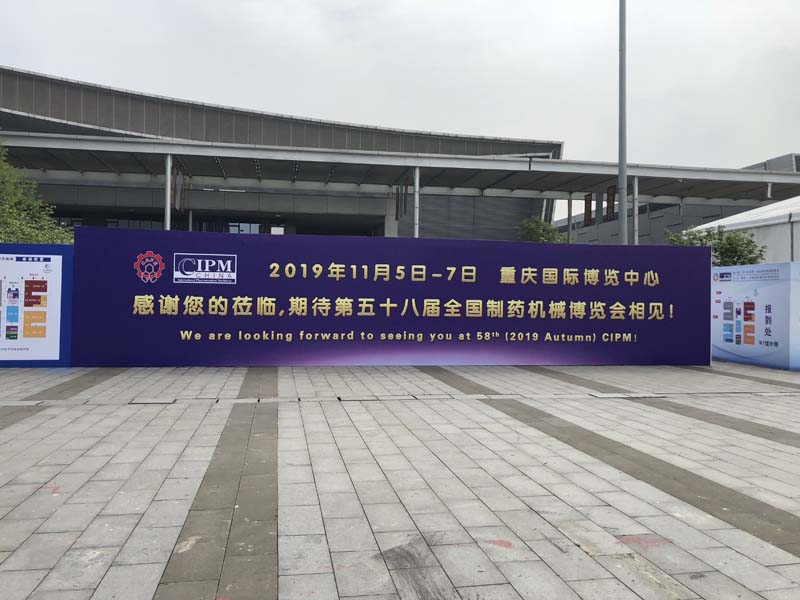 CIPM
CHINA
International Pharmaceutical Machinery
2019年11月5日-7日 重庆国际博览中心
感谢您的莅临,期待第五十八届全国制药机械博览会相见!
We are looking forward to seeing you at 58th (2019 Autumn) CIPM!
报到处